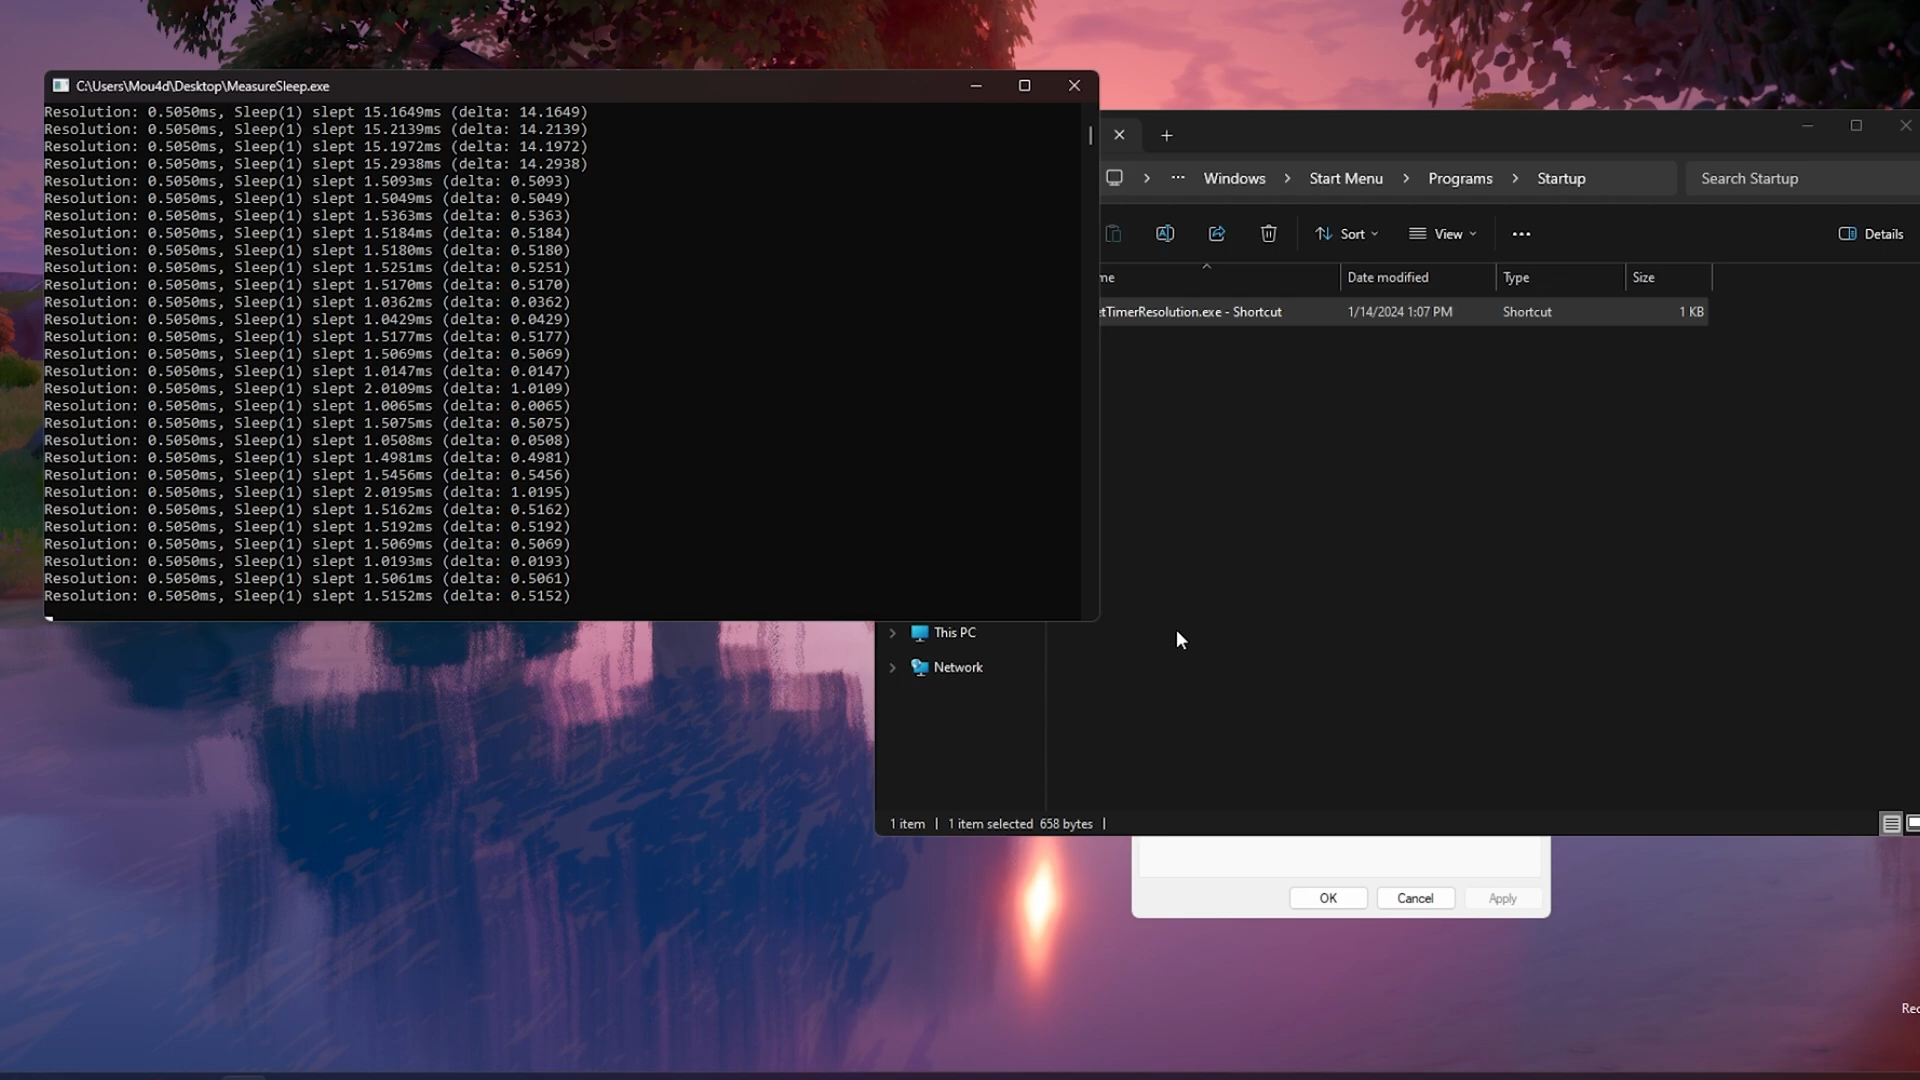 C:\Users\Mou4d\Desktop\MeasureSleep.exe
Resolution: 0.5050ms, Sleep(1) slept 15.1649ms (delta: 14.1649)
Resolution: 0.5050ms, Sleep(1) slept 15.2139ms (delta: 14.2139)
Resolution: 0.5050ms, Sleep(1) slept 15.1972ms (delta: 14.1972)
Resolution: 0.5050ms, Sleep(1) slept 15.2938ms (delta: 14.2938)
Resolution: 0.5050ms, Sleep(1) slept 1.5093ms (delta: 0.5093)
Resolution: 0.5050ms, Sleep(1) slept 1.5049ms (delta: 0.5049)
Resolution: 0.5050ms, Sleep(1) slept 1.5363ms (delta: 0.5363)
Resolution: 0.5050ms, Sleep(1) slept 1.5184ms (delta: 0.5184)
Resolution: 0.5050ms, Sleep(1) slept 1.5180ms (delta: 0.5180)
Resolution: 0.5050ms, Sleep(1) slept 1.5251ms (delta: 0.5251)
Resolution: 0.5050ms, Sleep(1) slept 1.5170ms (delta: 0.5170)
Resolution: 0.5050ms, Sleep(1) slept 1.0362ms (delta: 0.0362)
Resolution: 0.5050ms, Sleep(1) slept 1.0429ms (delta: 0.0429)
Resolution: 0.5050ms, Sleep(1) slept 1.5177ms (delta: 0.5177)
Resolution: 0.5050ms, Sleep(1) slept 1.5069ms (delta: 0.5069)
Resolution: 0.5050ms, Sleep(1) slept 1.0147ms (delta: 0.0147)
Resolution: 0.5050ms, Sleep(1) slept 2.0109ms (delta: 1.0109)
Resolution: 0.5050ms, Sleep(1) slept 1.0065ms (delta: 0.0065)
Resolution: 0.5050ms, Sleep(1) slept 1.5075ms (delta: 0.5075)
Resolution: 0.5050ms, Sleep(1) slept 1.0508ms (delta: 0.0508)
Resolution: 0.5050ms, Sleep(1) slept 1.4981ms (delta: 0.4981)
Resolution: 0.5050ms, Sleep(1) slept 1.5456ms (delta: 0.5456)
Resolution: 0.5050ms, Sleep(1) slept 2.0195ms (delta: 1.0195)
Resolution: 0.5050ms, Sleep(1) slept 1.5162ms (delta: 0.5162)
Resolution: 0.5050ms, Sleep(1) slept 1.5192ms (delta: 0.5192)
Resolution: 0.5050ms, Sleep(1) slept 1.5069ms (delta: 0.5069)
Resolution: 0.5050ms, Sleep(1) slept 1.0193ms (delta: 0.0193)
Resolution: 0.5050ms, Sleep(1) slept 1.5061ms (delta: 0.5061)
Resolution: 0.5050ms, Sleep(1) slept 1.5152ms (delta: 0.5152)
> ... Windows > Start Menu > Programs > Startup
Search Startup
Sort View ... Details
me Date modified Type Size
tTimerResolution.exe - Shortcut 1/14/2024 1:07 PM Shortcut 1 KB
This PC
Network
1 item | 1 item selected 658 bytes |
OK Cancel Apply
Rec